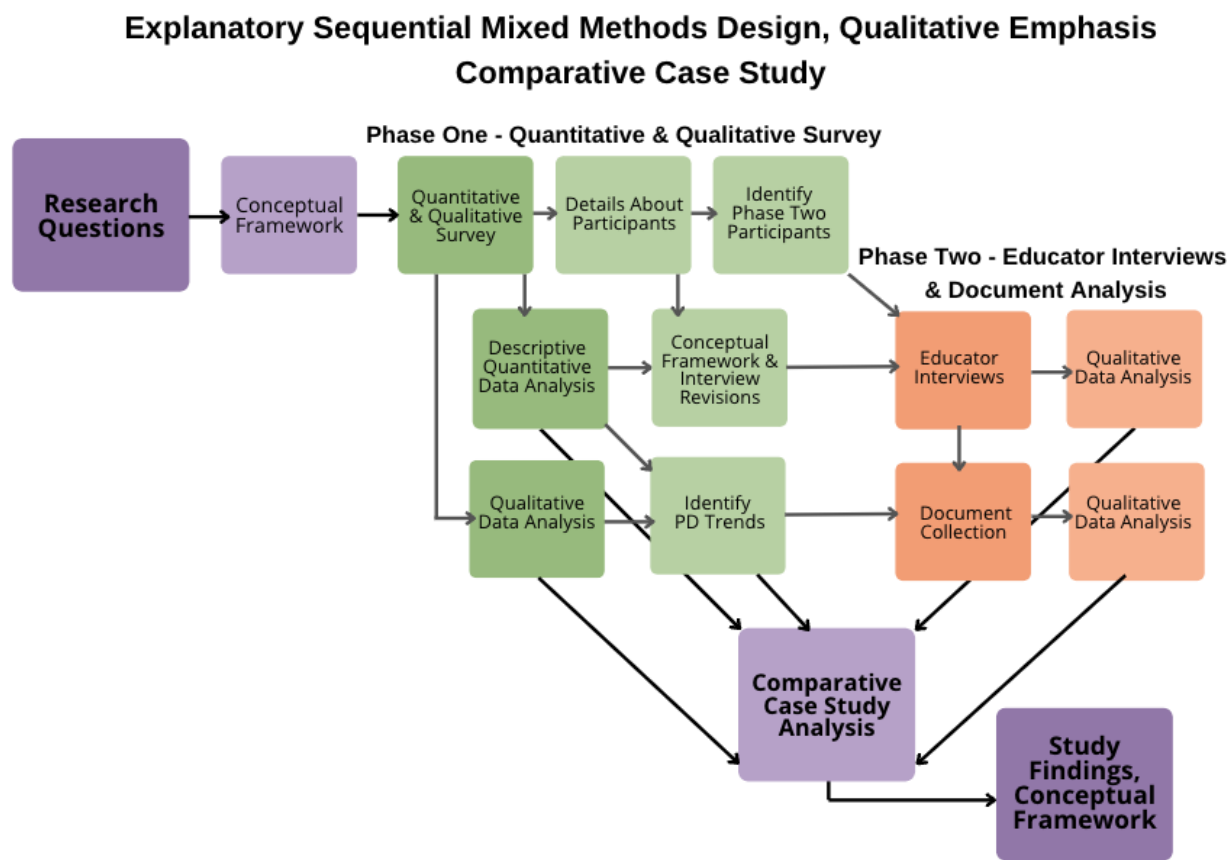 Explanatory Sequential Mixed Methods Design, Qualitative Emphasis
Comparative Case Study
Phase One - Quantitative & Qualitative Survey
Research
Questions
Conceptual
Framework
Quantitative
& Qualitative
Survey
Details About
Participants
Identify
Phase Two
Participants
Phase Two - Educator Interviews
& Document Analysis
Descriptive
Quantitative
Data Analysis
Conceptual
Framework &
Interview
Revisions
Educator
Interviews
Qualitative
Data Analysis
Qualitative
Data Analysis
Identify
PD Trends
Document
Collection
Qualitative
Data Analysis
Comparative
Case Study
Analysis
Study
Findings,
Conceptual
Framework